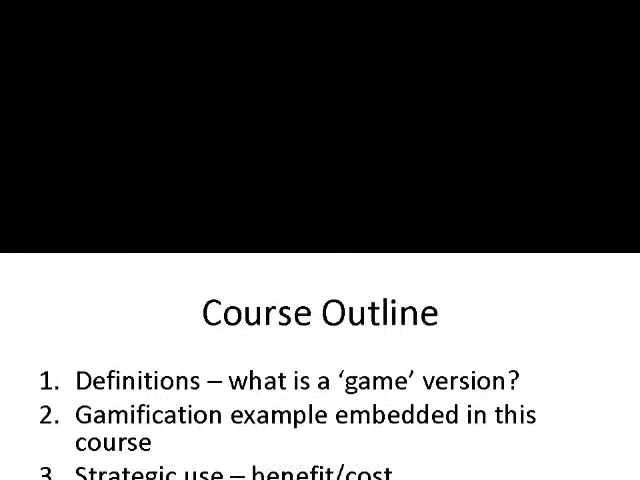 Course Outline
1. Definitions – what is a ‘game’ version?
2. Gamification example embedded in this
course
3. Strategic use – benefit/cost